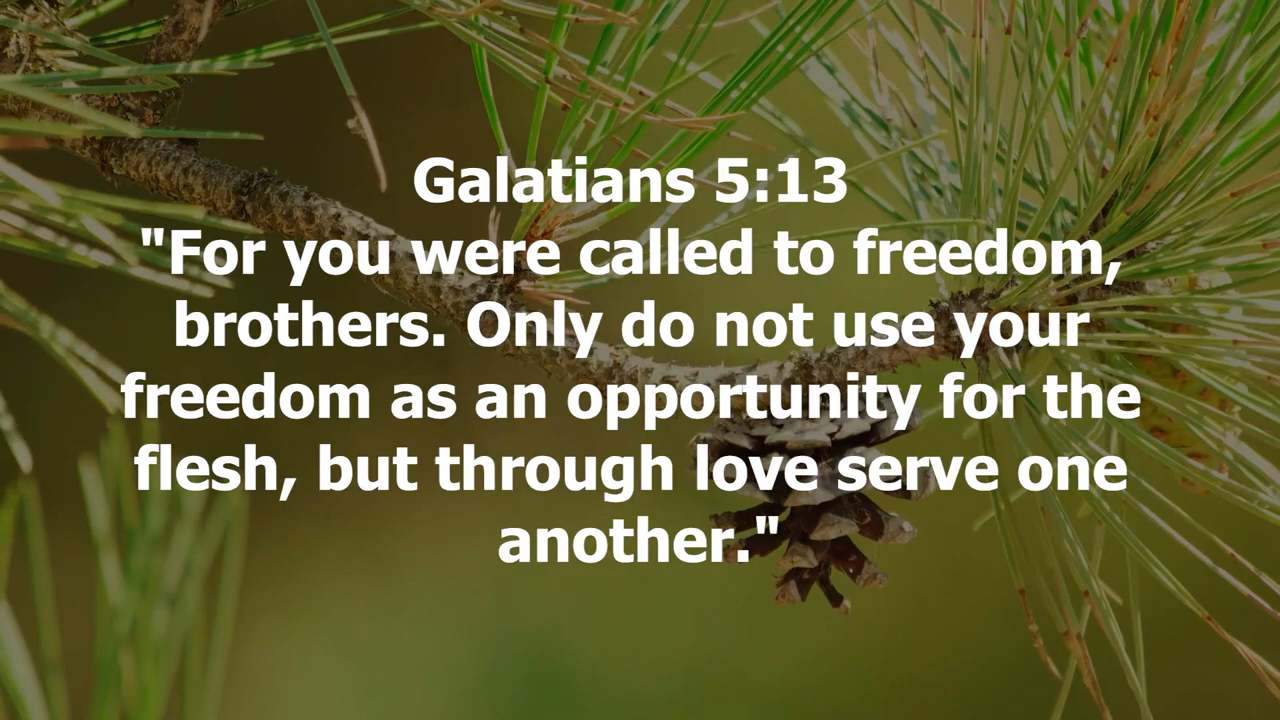 Galatians 5:13
"For you were called to freedom,
brothers. Only do not use your
freedom as an opportunity for the
flesh, but through love serve one
another."